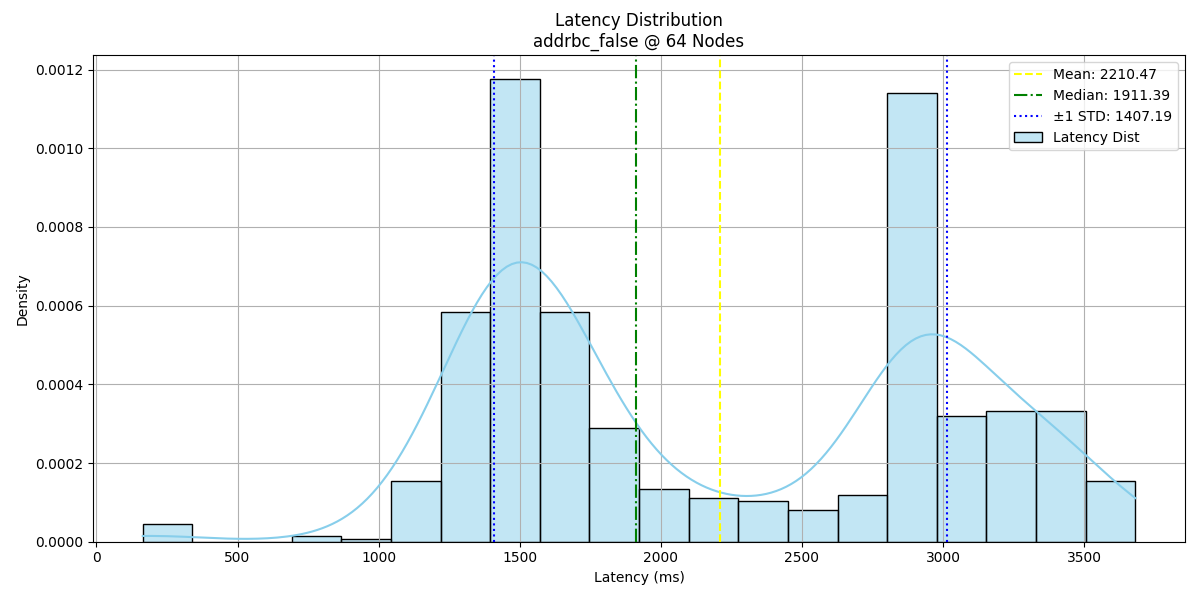 Latency Distribution
addrbc_false @ 64 Nodes
Mean: 2210.47
Median: 1911.39
±1 STD: 1407.19
Latency Dist
Density
0.0012
0.0010
0.0008
0.0006
0.0004
0.0002
0.0000
0 500 1000 1500 2000 2500 3000 3500
Latency (ms)